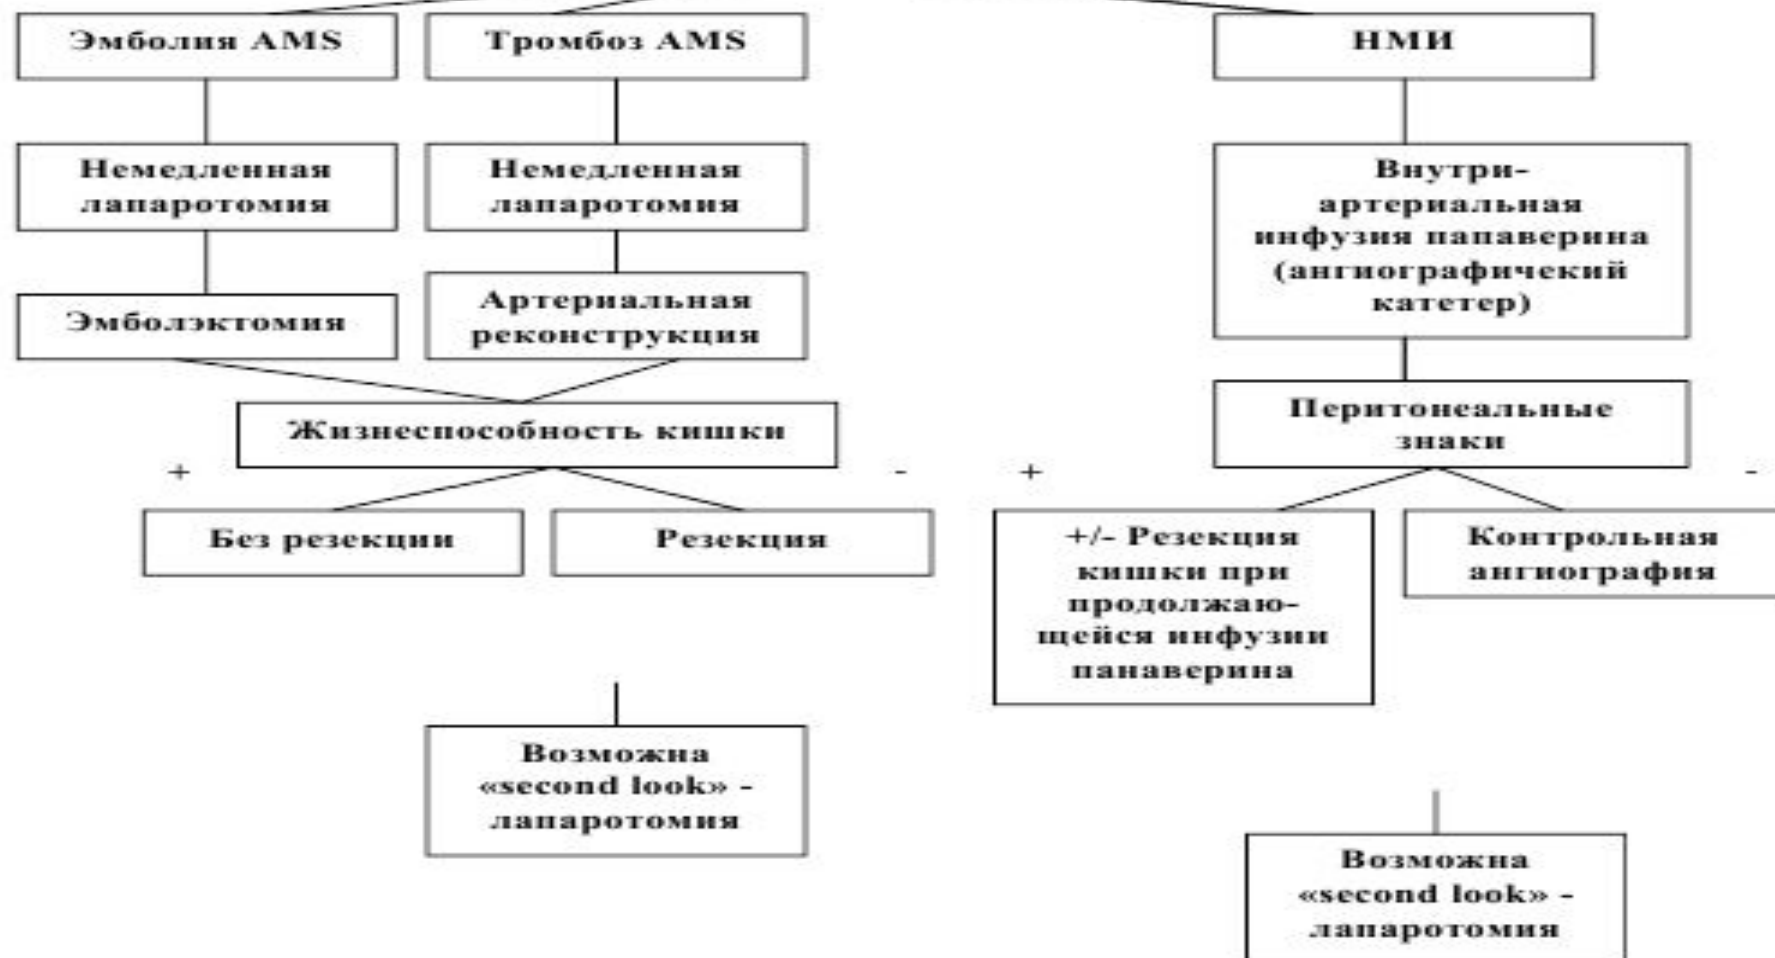 Эмболия AMS
Тромбоз AMS
НМИ
Немедленная
лапаротомия
Немедленная
лапаротомия
Внутри-
артериальная
инфузия папаверина
(ангиографичекий
катетер)
Эмболэктомия
Артериальная
реконструкция
Жизнеспособность кишки
Перитонеальные
знаки
+
-
+
-
Без резекции
Резекция
+/- Резекция
кишки при
продолжаю-
щейся инфузии
панаверина
Контрольная
ангиография
Возможна
«second look» -
лапаротомия
Возможна
«second look» -
лапаротомия